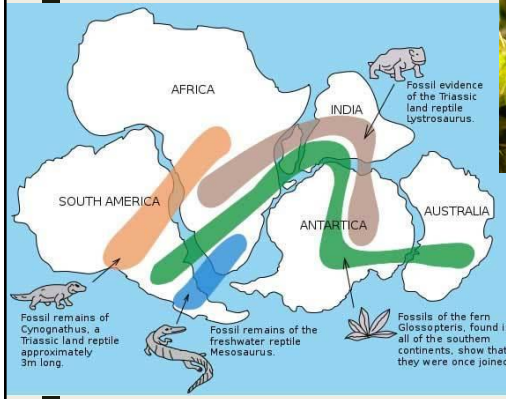 AFRICA
Fossil evidence
of the Triassic
land reptile
Lystrosaurus.
INDIA
SOUTH AMERICA
ANTARTICA
AUSTRALIA
Fossil remains of
Cynognathus, a
Triassic land reptile
approximately
3m long.
Fossil remains of the
freshwater reptile
Mesosaurus.
Fossils of the fern
Glossopteris, found i
all of the southern
continents, show that
they were once joined